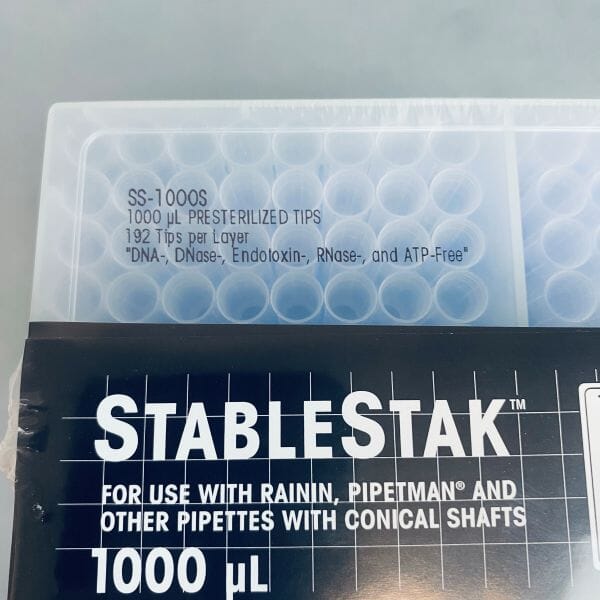 SS-1000S
1000 µL PRESTERILIZED TIPS
192 Tips per Layer
"DNA-, DNase-, Endotoxin-, RNase-, and ATP-Free"
STABLESTAK™
FOR USE WITH RAININ, PIPETMAN® AND
OTHER PIPETTES WITH CONICAL SHAFTS
1000 µL